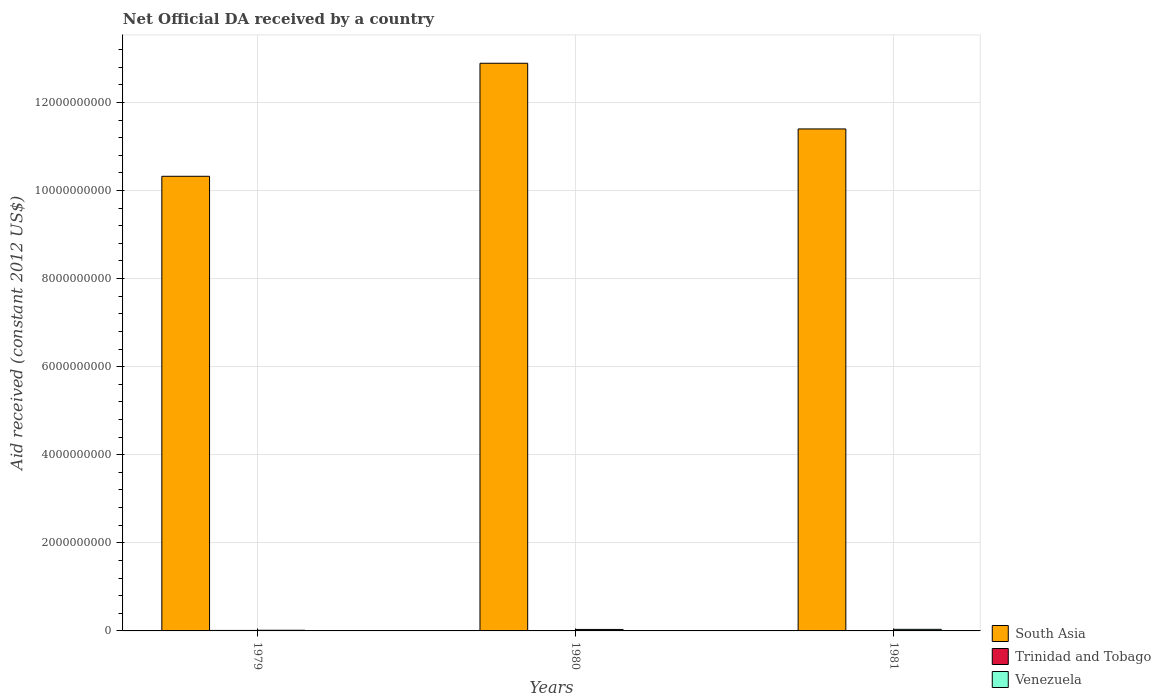 Net Official DA received by a country
Aid received (constant 2012 US$)
12000000000
10000000000
8000000000
6000000000
4000000000
2000000000
0
1979
1980
1981
Years
South Asia
Trinidad and Tobago
Venezuela